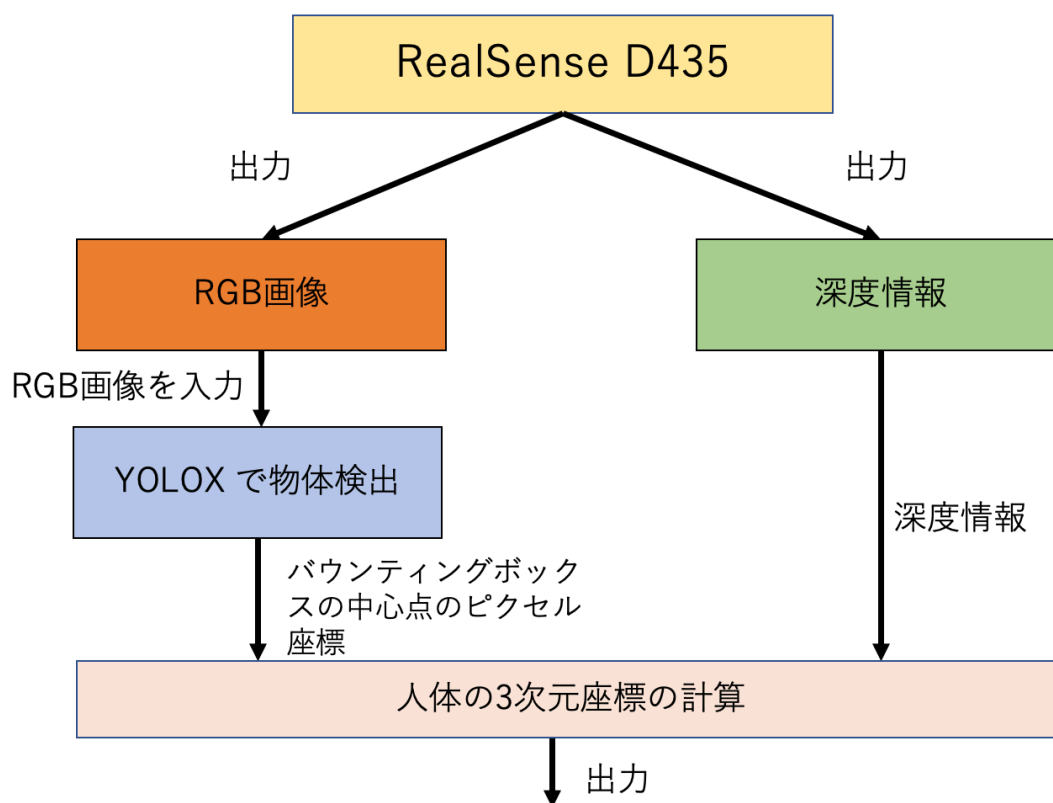 RealSense D435
出力
出力
RGB画像
深度情報
RGB画像を入力
YOLOX で物体検出
深度情報
バウンティングボック
スの中心点のピクセル
座標
人体の3次元座標の計算
出力